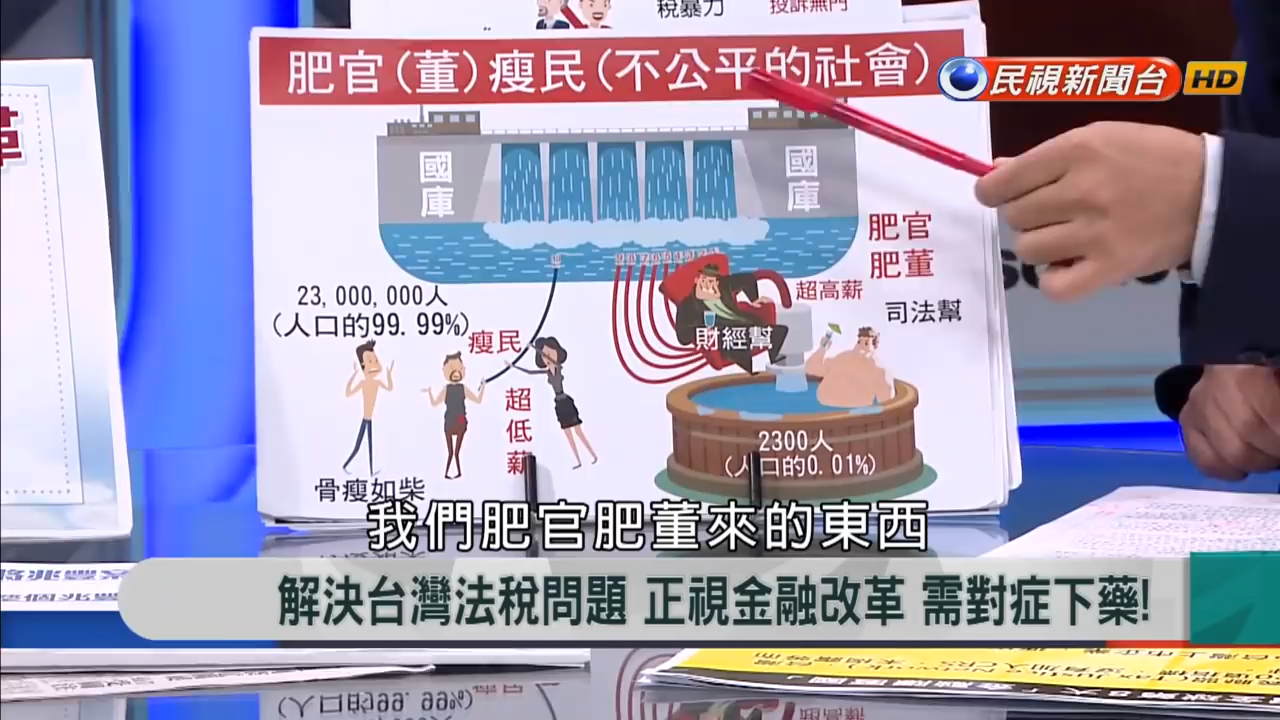 稅暴力
投訴無門
肥官(董)瘦民(不公平的社會)
民視新聞台 HD
革
國庫
國庫
肥官
肥董
23,000,000人
(人口的99.99%)
瘦民
超低薪
骨瘦如柴
超高薪
司法幫
財經幫
2300人
(人口的0.01%)
我們肥官肥董來的東西
解決台灣法稅問題 正視金融改革 需對症下藥!